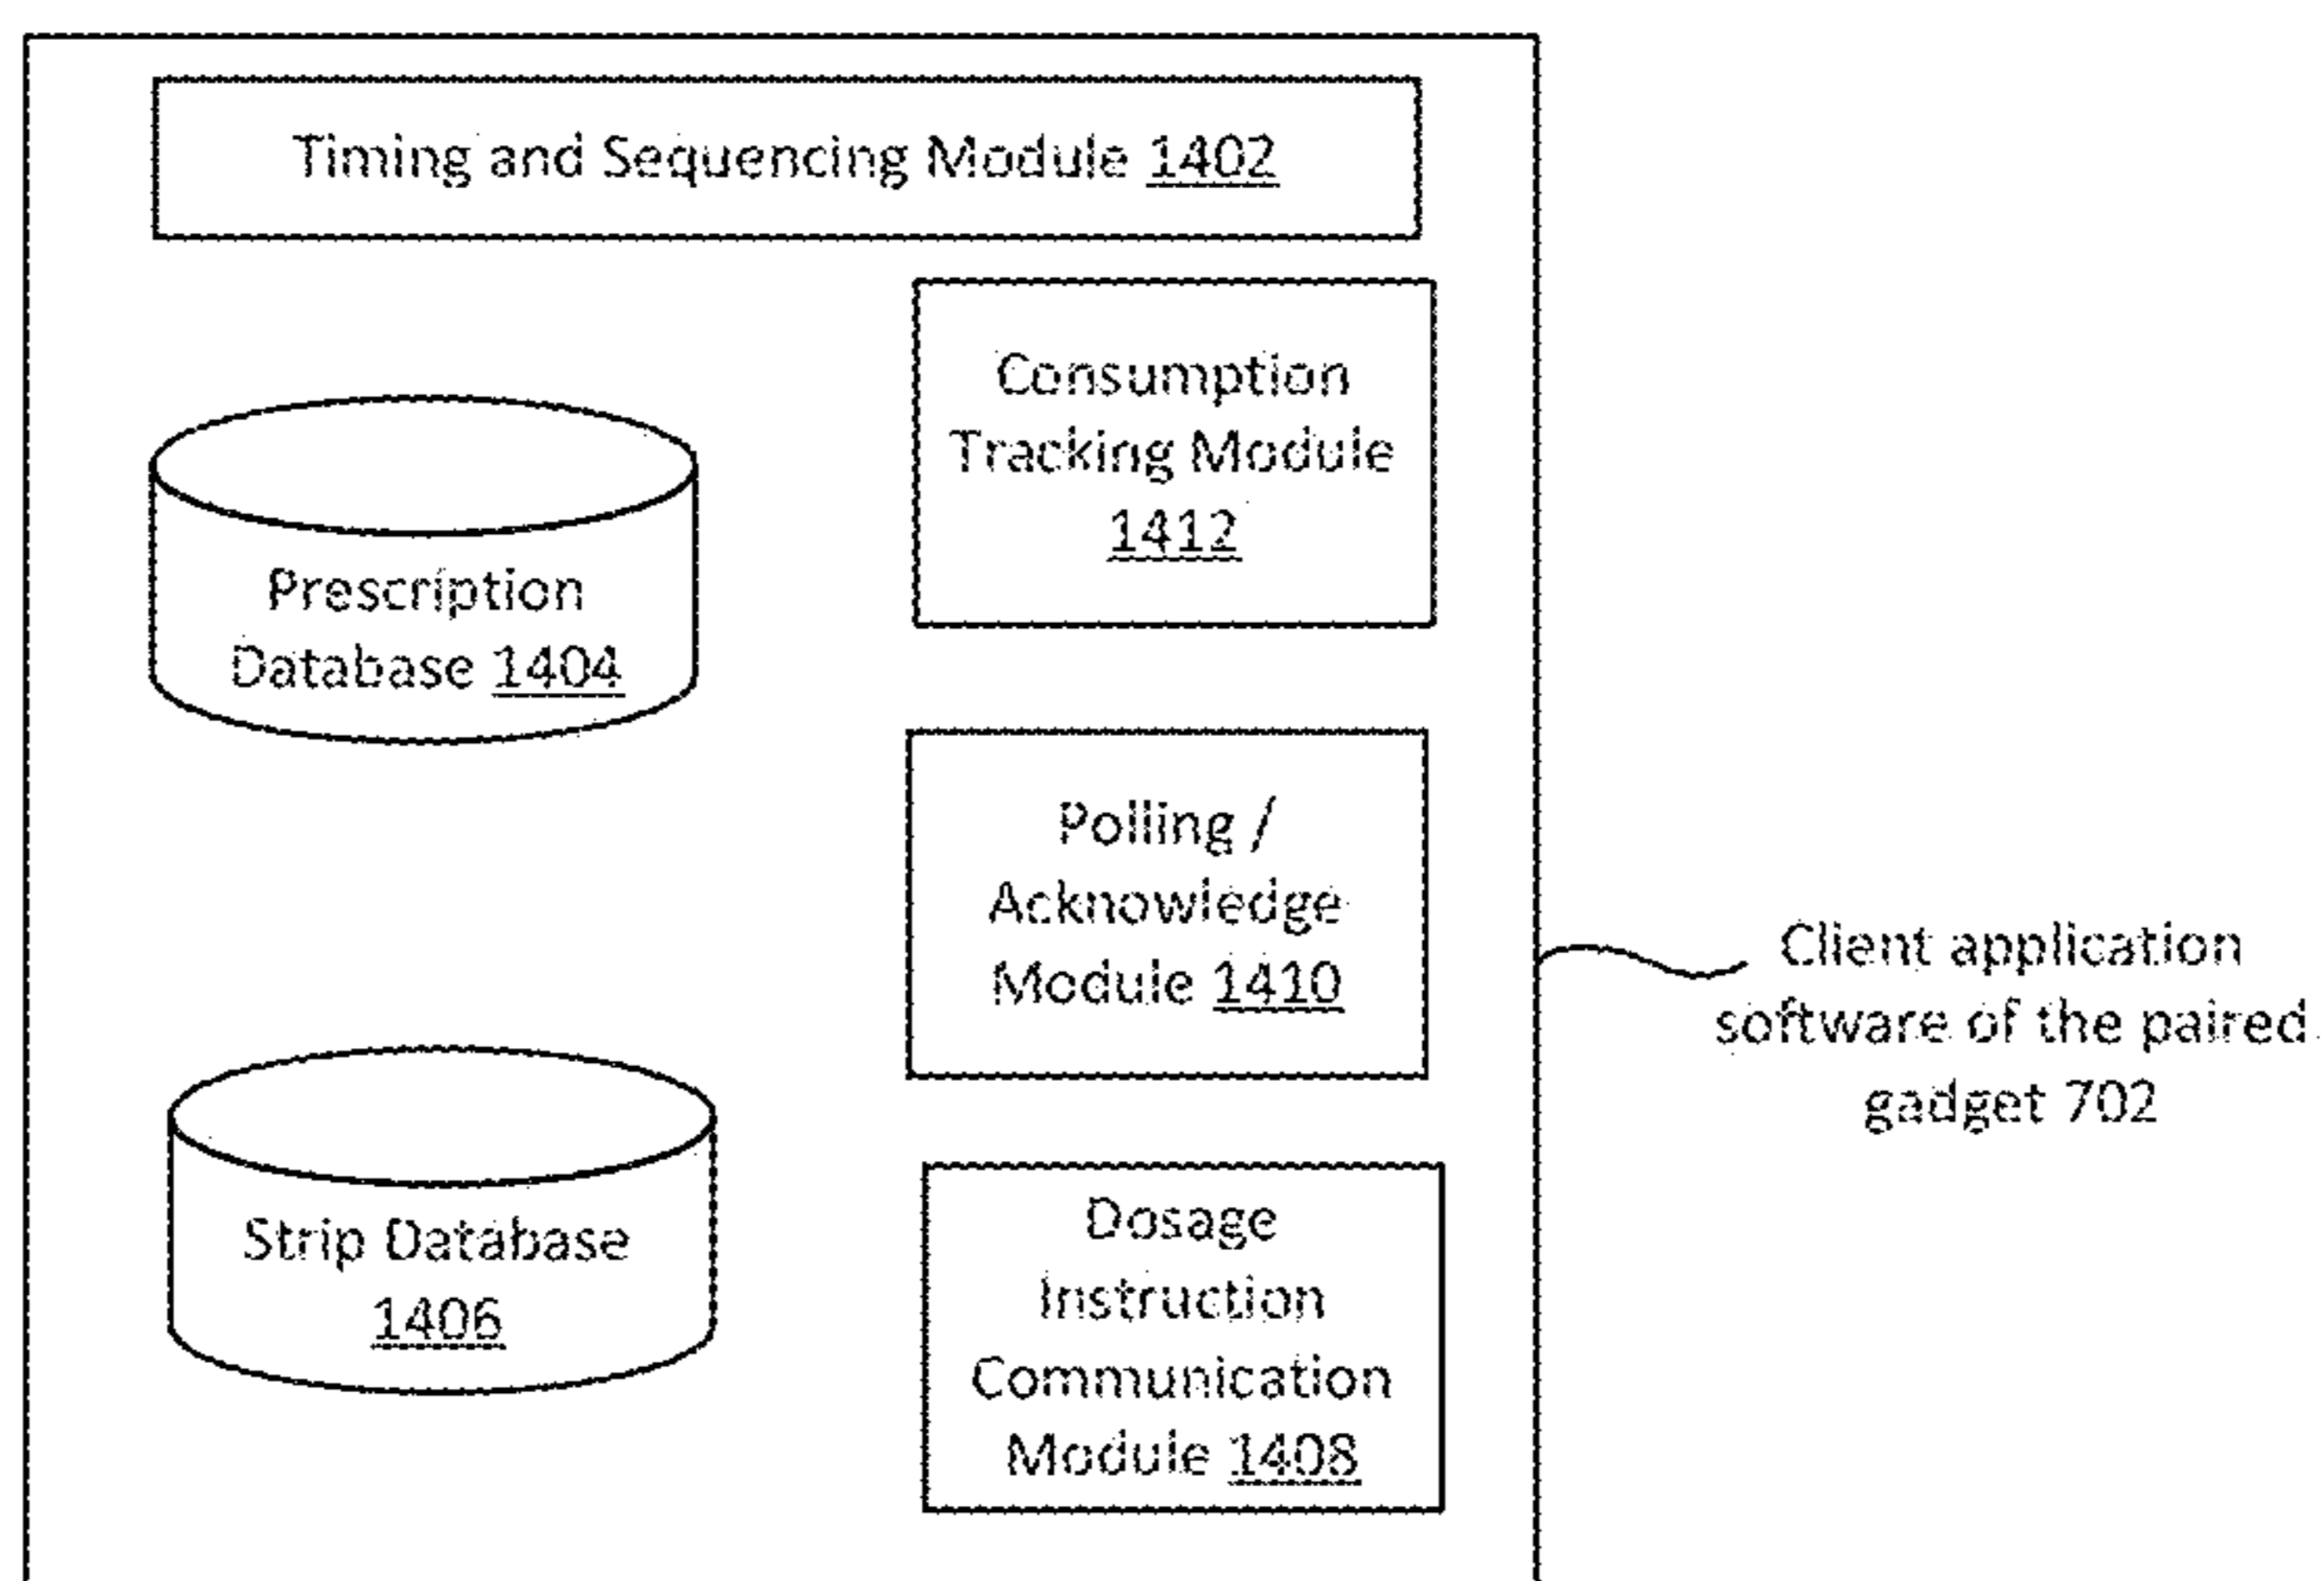 Timing and Sequencing Module 1402
Consumption
Tracking Module
1412
Prescription
Database 1404
Polling /
Acknowledge
Module 1410
Client application
software of the paired
gadget 702
Strip Database
1406
Dosage
Instruction
Communication
Module 1408